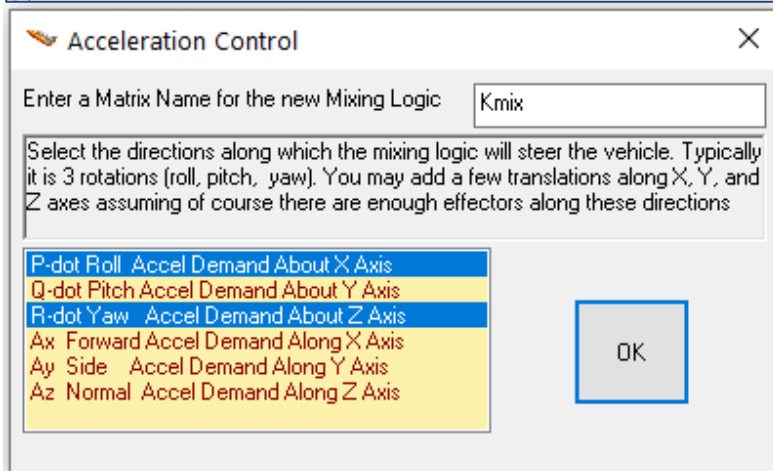 Acceleration Control
Enter a Matrix Name for the new Mixing Logic Kmix
Select the directions along which the mixing logic will steer the vehicle. Typically
it is 3 rotations (roll, pitch, yaw). You may add a few translations along X, Y, and
Z axes assuming of course there are enough effectors along these directions
P-dot Roll Accel Demand About X Axis
Q-dot Pitch Accel Demand About Y Axis
R-dot Yaw Accel Demand About Z Axis
Ax Forward Accel Demand Along X Axis
Ay Side Accel Demand Along Y Axis
Az Normal Accel Demand Along Z Axis
OK